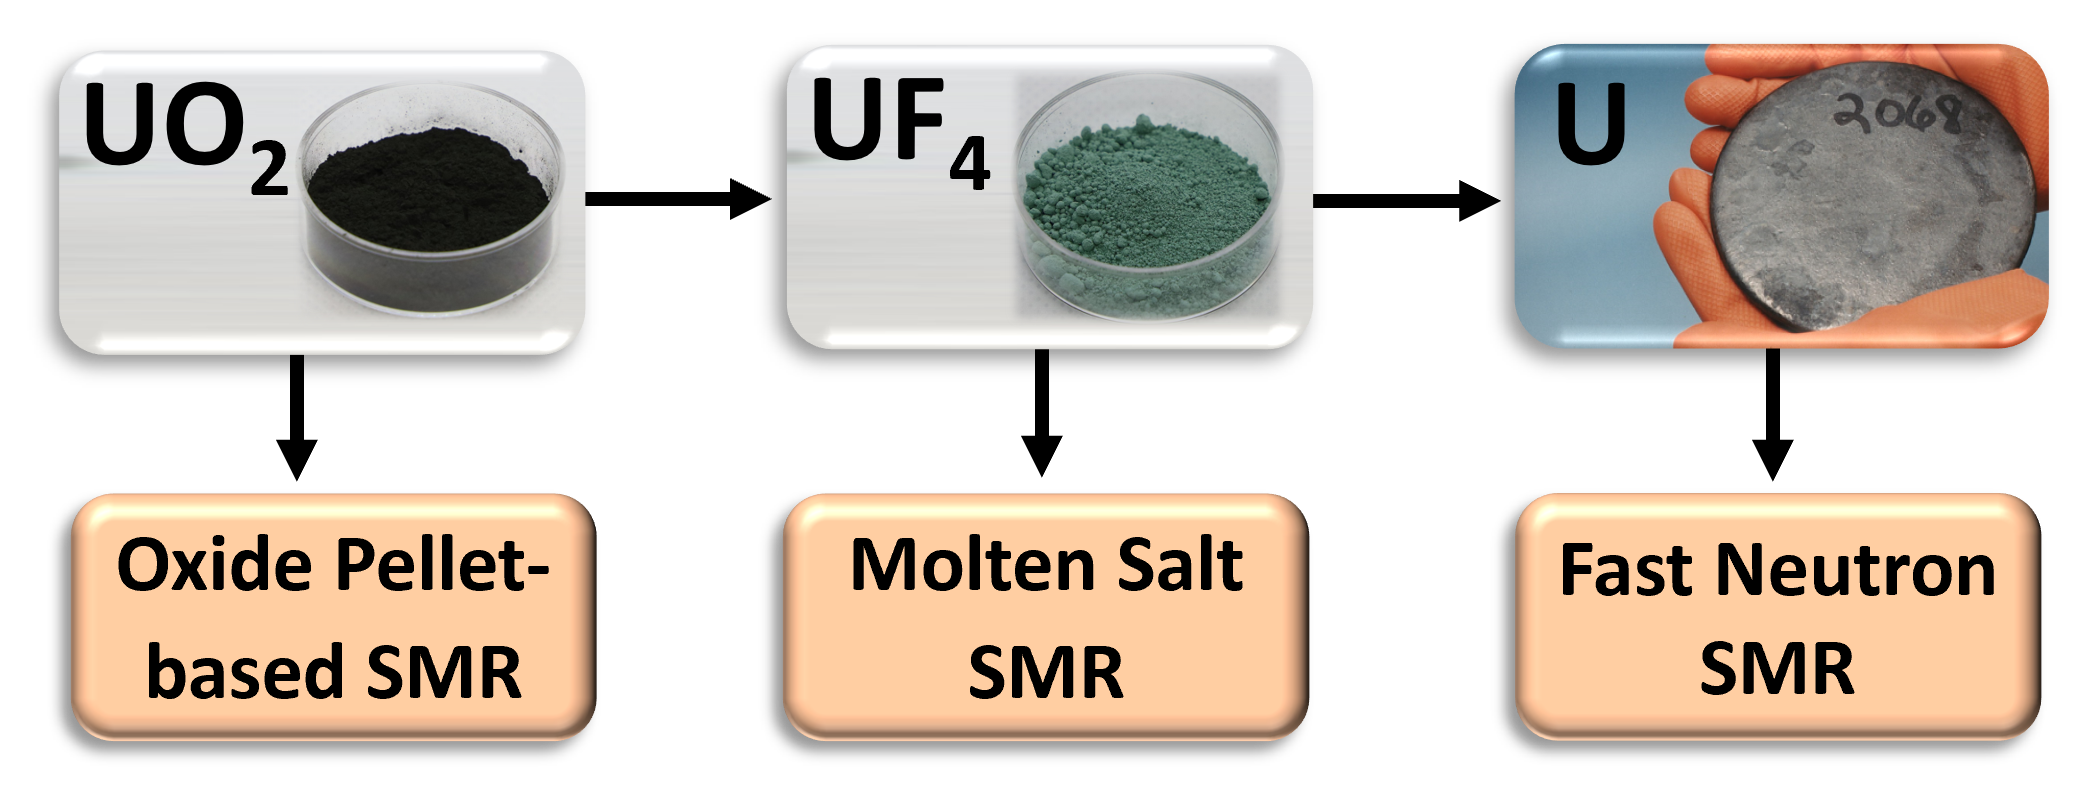 UO₂
UF₄
U
2068
Oxide Pellet-
based SMR
Molten Salt
SMR
Fast Neutron
SMR